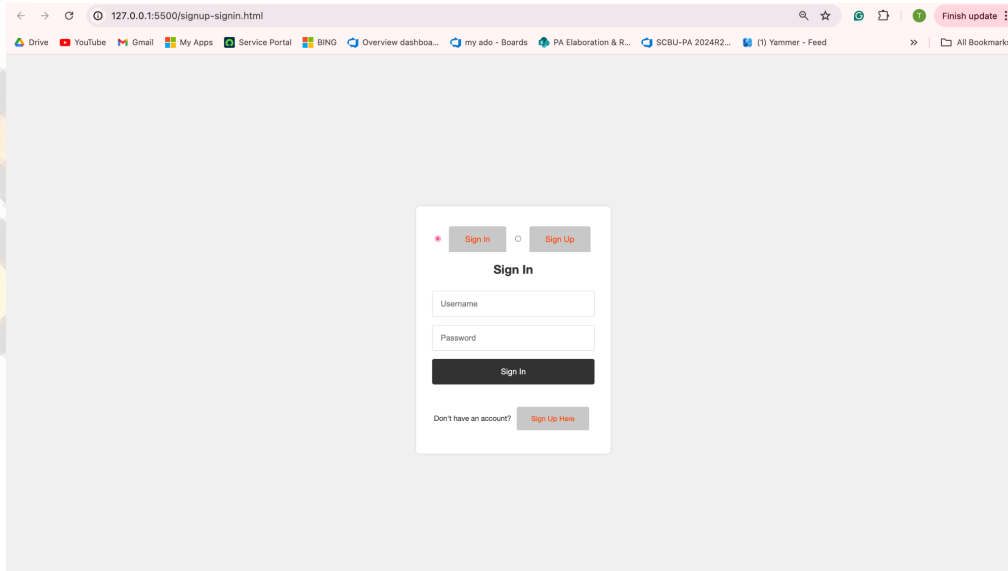 127.0.0.1:5500/signup-signin.html
Finish update
Drive YouTube Gmail My Apps Service Portal BING Overview dashboa... my ado - Boards PA Elaboration & R... SCBU-PA 2024R2... (1) Yammer - Feed » All Bookmarks
Sign In Sign Up
Sign In
Username
Password
Sign In
Don't have an account? Sign Up Here